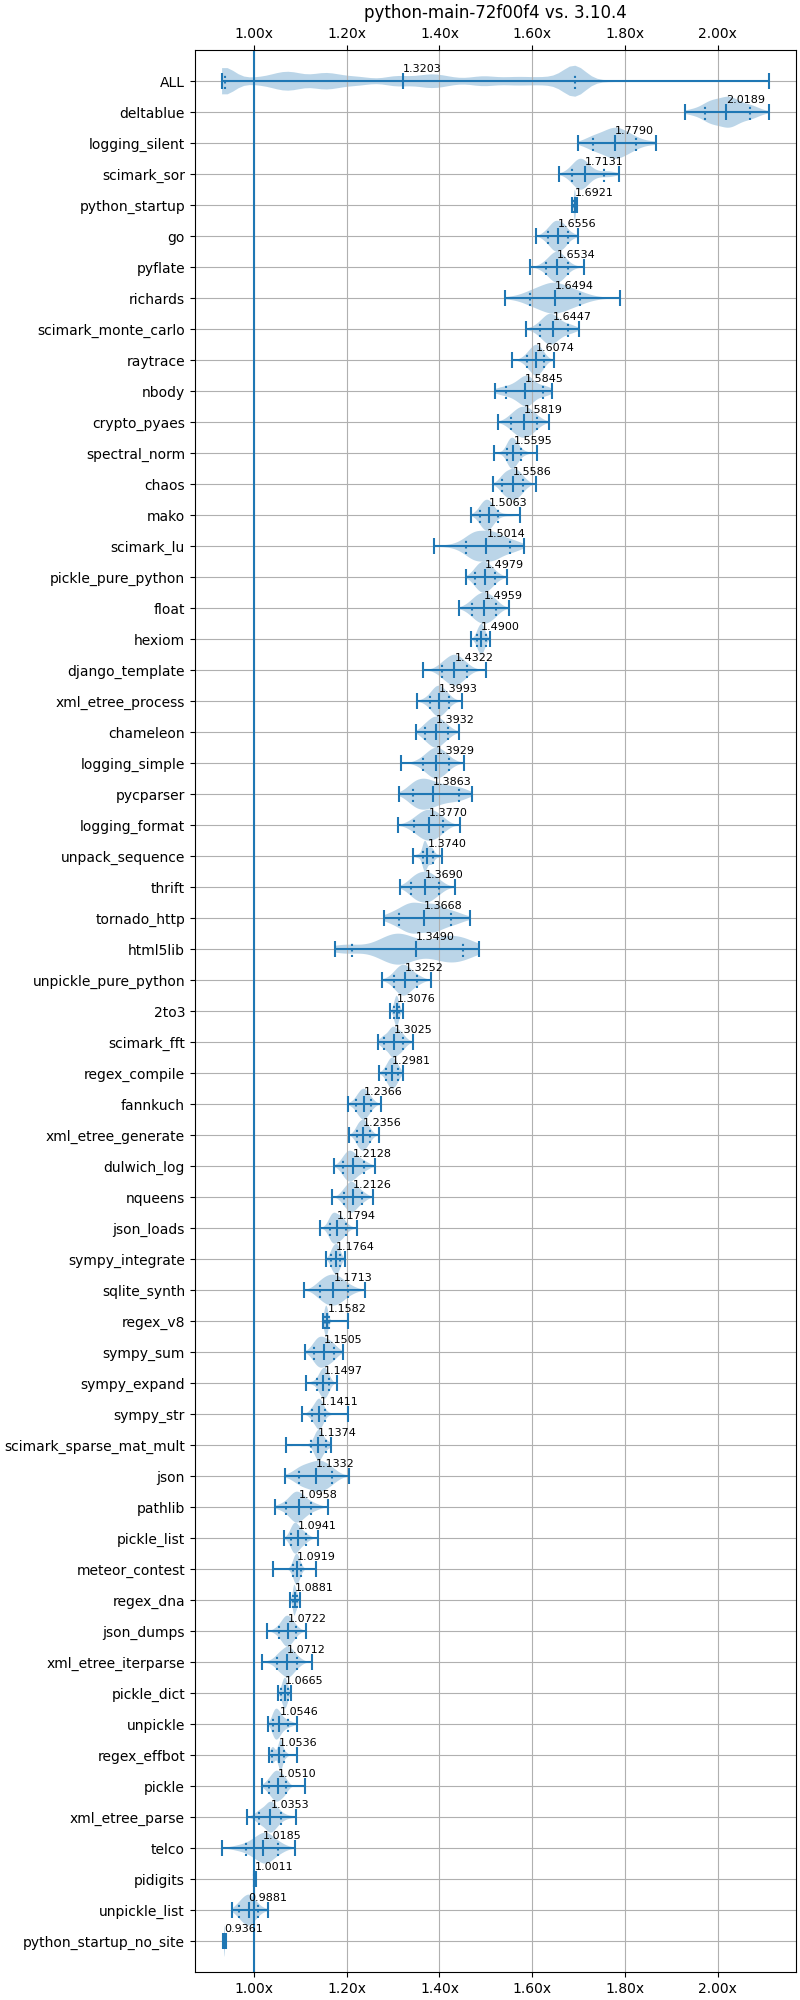 python-main-72f00f4 vs. 3.10.4
1.00x 1.20x 1.40x 1.60x 1.80x 2.00x
ALL 1.3203
deltablue 2.0189
logging_silent 1.7790
scimark_sor 1.7131
python_startup 1.6921
go 1.6556
pyflate 1.6534
richards 1.6494
scimark_monte_carlo 1.6447
raytrace 1.6074
nbody 1.5845
crypto_pyaes 1.5819
spectral_norm 1.5595
chaos 1.5586
mako 1.5063
scimark_lu 1.5014
pickle_pure_python 1.4979
float 1.4959
hexiom 1.4900
django_template 1.4322
xml_etree_process 1.3993
chameleon 1.3932
logging_simple 1.3929
pycparser 1.3863
logging_format 1.3770
unpack_sequence 1.3740
thrift 1.3690
tornado_http 1.3668
html5lib 1.3490
unpickle_pure_python 1.3252
2to3 1.3076
scimark_fft 1.3025
regex_compile 1.2981
fannkuch 1.2366
xml_etree_generate 1.2356
dulwich_log 1.2128
nqueens 1.2126
json_loads 1.1794
sympy_integrate 1.1764
sqlite_synth 1.1713
regex_v8 1.1582
sympy_sum 1.1505
sympy_expand 1.1497
sympy_str 1.1411
scimark_sparse_mat_mult 1.1374
json 1.1332
pathlib 1.0958
pickle_list 1.0941
meteor_contest 1.0919
regex_dna 1.0881
json_dumps 1.0722
xml_etree_iterparse 1.0712
pickle_dict 1.0665
unpickle 1.0546
regex_effbot 1.0536
pickle 1.0510
xml_etree_parse 1.0353
telco 1.0185
pidigits 1.0011
unpickle_list 0.9881
python_startup_no_site 0.9361
1.00x 1.20x 1.40x 1.60x 1.80x 2.00x